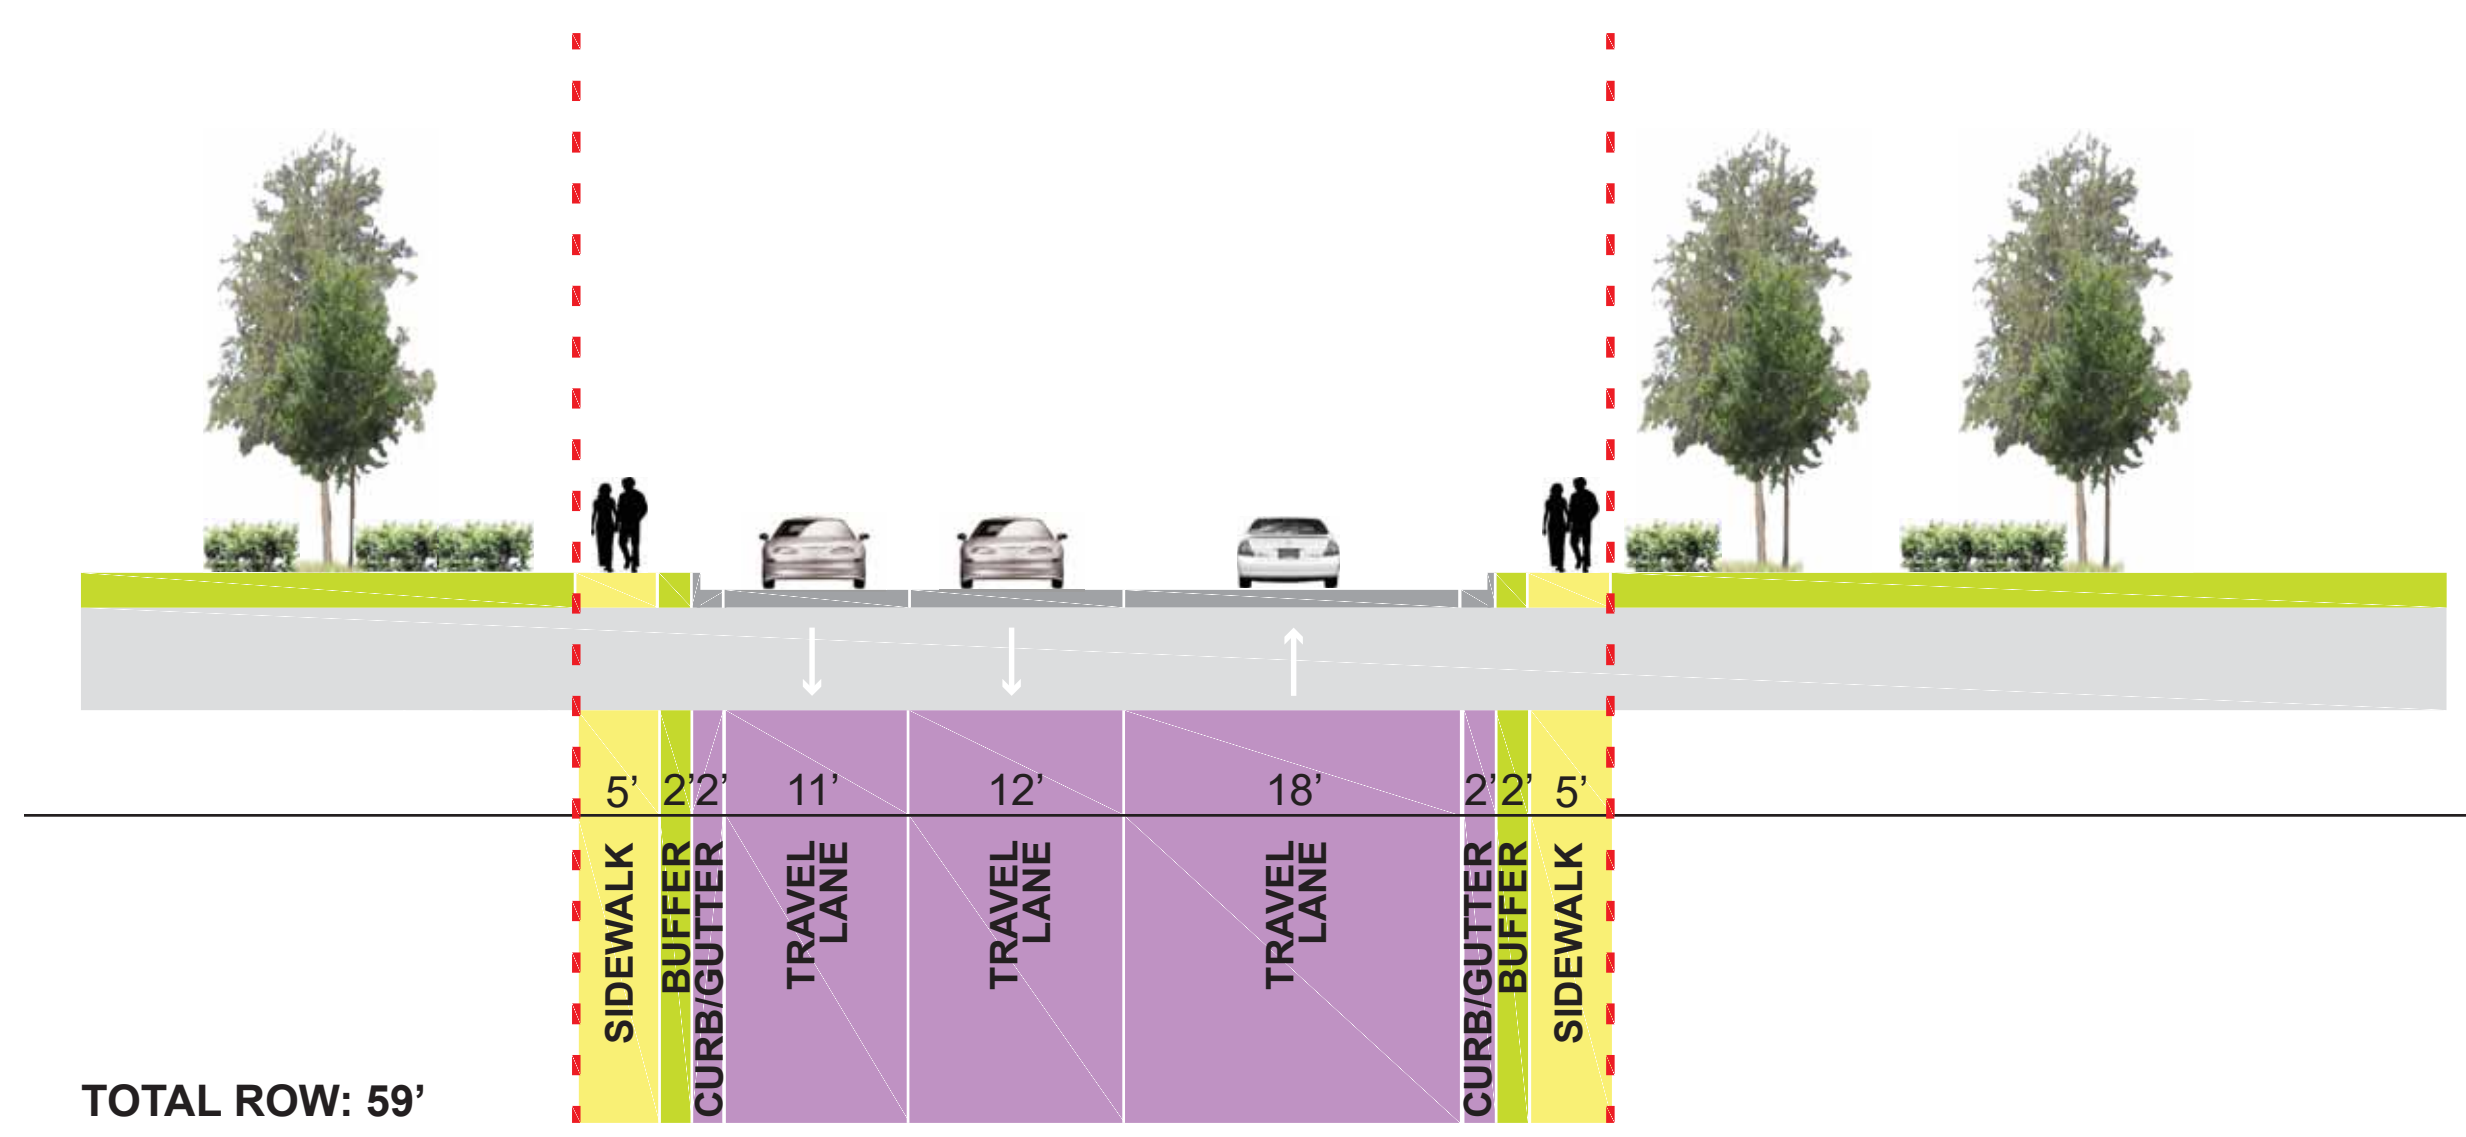 5’ 2’ 2’ 11’ 12’ 18’ 2’ 2’ 5’
SIDEWALK
BUFFER
CURB/GUTTER
TRAVEL
LANE
TRAVEL
LANE
TRAVEL
LANE
CURB/GUTTER
BUFFER
SIDEWALK
TOTAL ROW: 59’